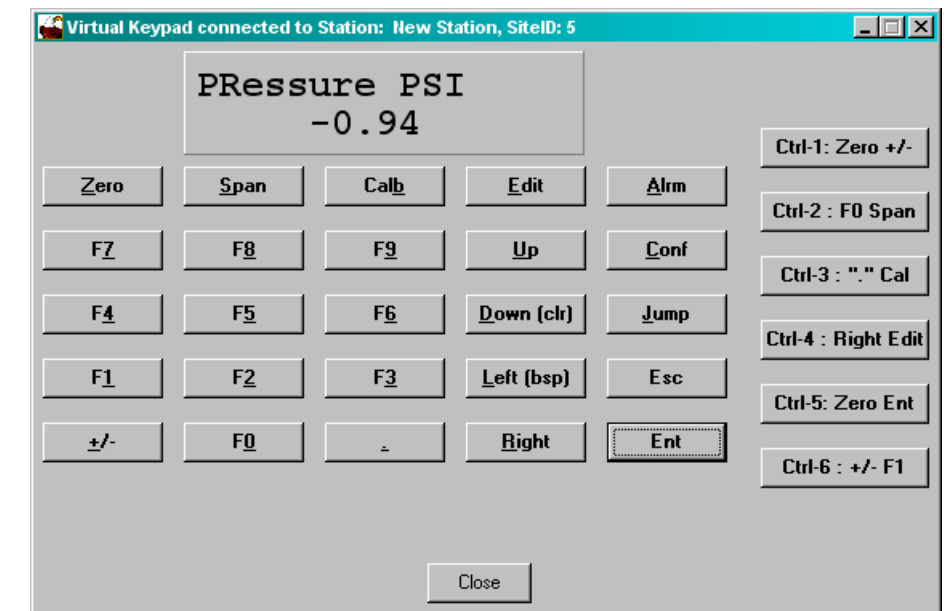 Virtual Keypad connected to Station: New Station, SiteID: 5
PRessure PSI
-0.94
Zero Span Calb Edit Alrm
F7 F8 F9 Up Conf
F4 F5 F6 Down (clr) Jump
F1 F2 F3 Left (bsp) Esc
+/- F0 . Right Ent
Ctrl-1: Zero +/-
Ctrl-2 : F0 Span
Ctrl-3 : "." Cal
Ctrl-4 : Right Edit
Ctrl-5: Zero Ent
Ctrl-6 : +/- F1
Close